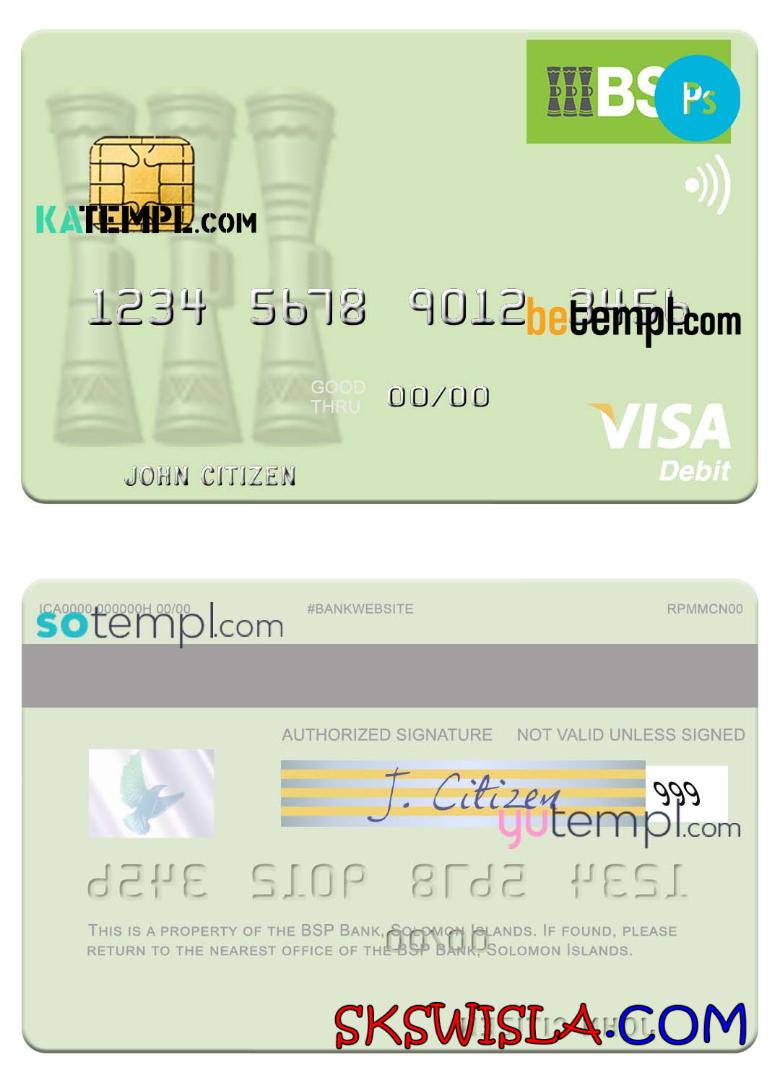 BS
Ps
KATEMPL.COM
1234 5678 9012 3456
betempl.com
GOOD THRU 00/00
VISA
Debit
JOHN CITIZEN
ICA0000,000000H 00/00 #BANKWEBSITE RPMMCN00
sotempl.com
AUTHORIZED SIGNATURE NOT VALID UNLESS SIGNED
J. Citizen 999
yutempl.com
THIS IS A PROPERTY OF THE BSP BANK, SOLOMON ISLANDS. IF FOUND, PLEASE
RETURN TO THE NEAREST OFFICE OF THE BSP BANK, SOLOMON ISLANDS.
SKSWISLA.COM